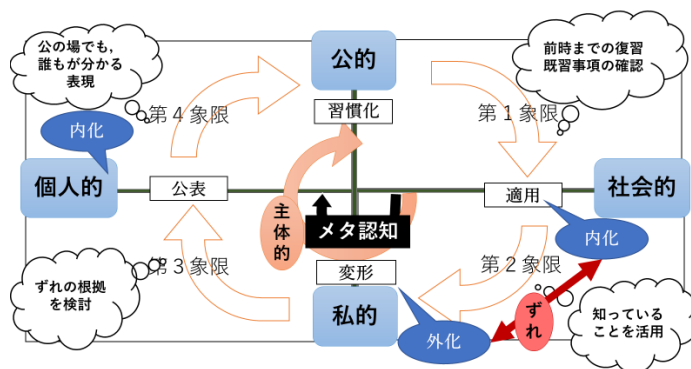 公の場でも,
誰もが分かる
表現
公的
前時までの復習
既習事項の確認
第４象限
習慣化
第１象限
内化
個人的
公表
適用
社会的
主体的
メタ認知
内化
ずれの根拠
を検討
第３象限
変形
第２象限
私的
外化
ずれ
知っている
ことを活用